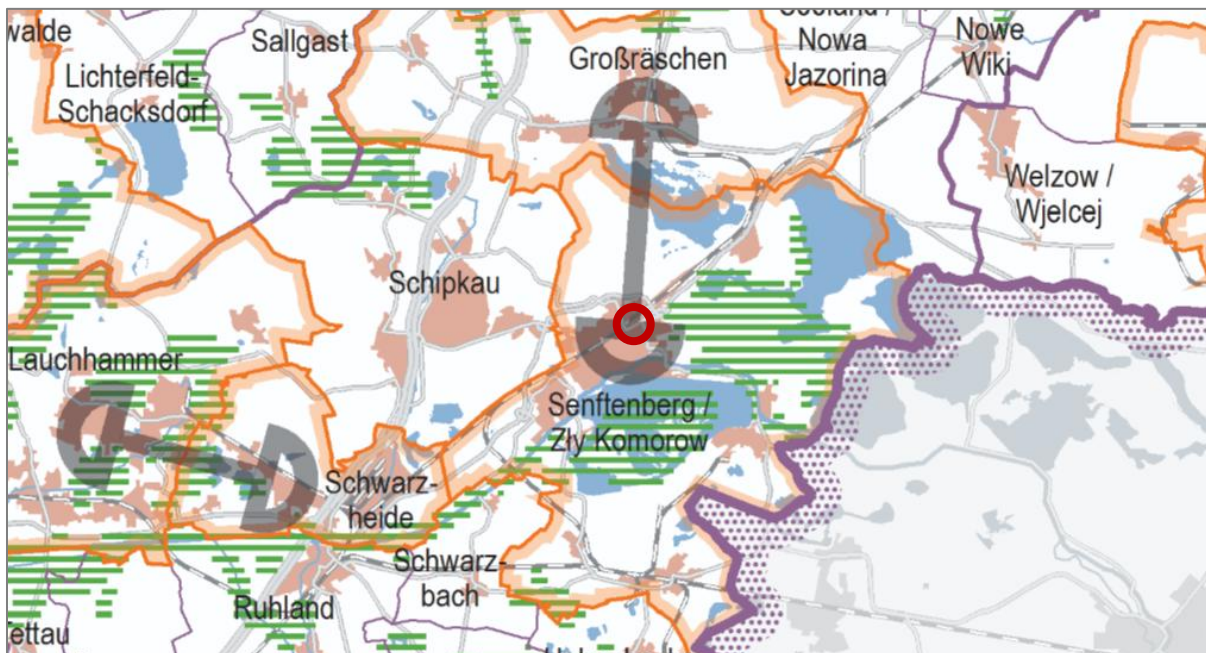 walde
Sallgast
Lichterfeld-
Schacksdorf
Großräschen
Nowa
Jazorina
Nowe
Wiki
Welzow /
Wjelcej
Schipkau
Lauchhammer
Senftenberg /
Zły Komorow
Schwarz-
heide
Schwarz-
bach
Ruhland
ettau